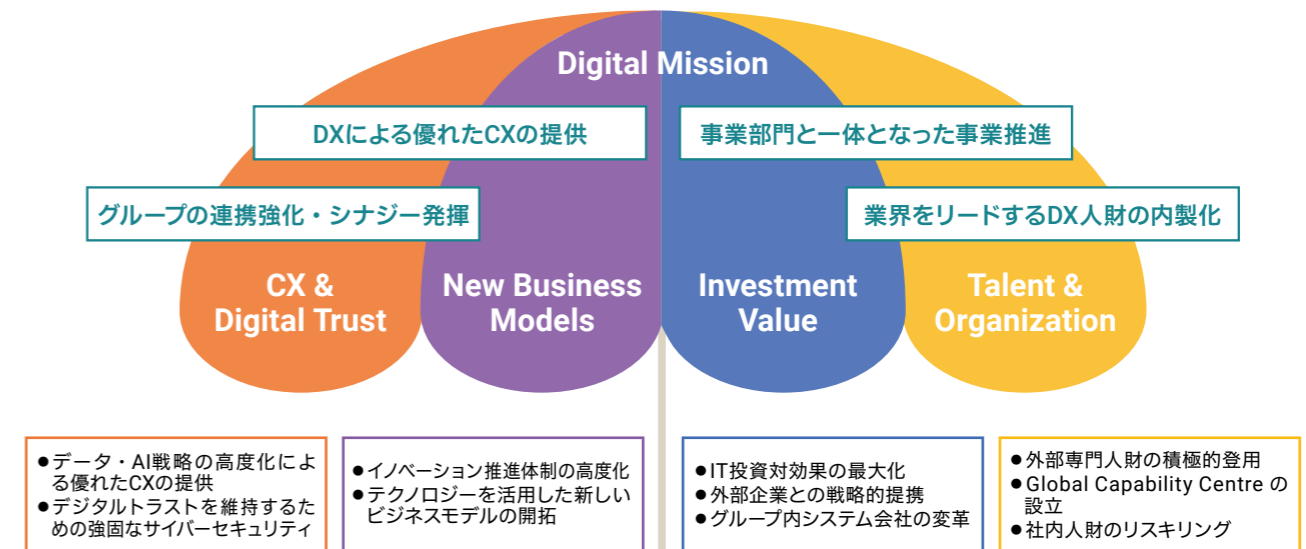 Digital Mission
DXによる優れたCXの提供
事業部門と一体となった事業推進
グループの連携強化・シナジー発揮
業界をリードするDX人財の内製化
CX &
Digital Trust
New Business
Models
Investment
Value
Talent &
Organization
●データ・AI戦略の高度化によ
る優れたCXの提供
●デジタルトラストを維持するた
めの強固なサイバーセキュリティ
●イノベーション推進体制の高度化
●テクノロジーを活用した新しい
ビジネスモデルの開拓
●IT投資対効果の最大化
●外部企業との戦略的提携
●グループ内システム会社の変革
●外部専門人財の積極的登用
●Global Capability Centre の
設立
●社内人財のリスキリング